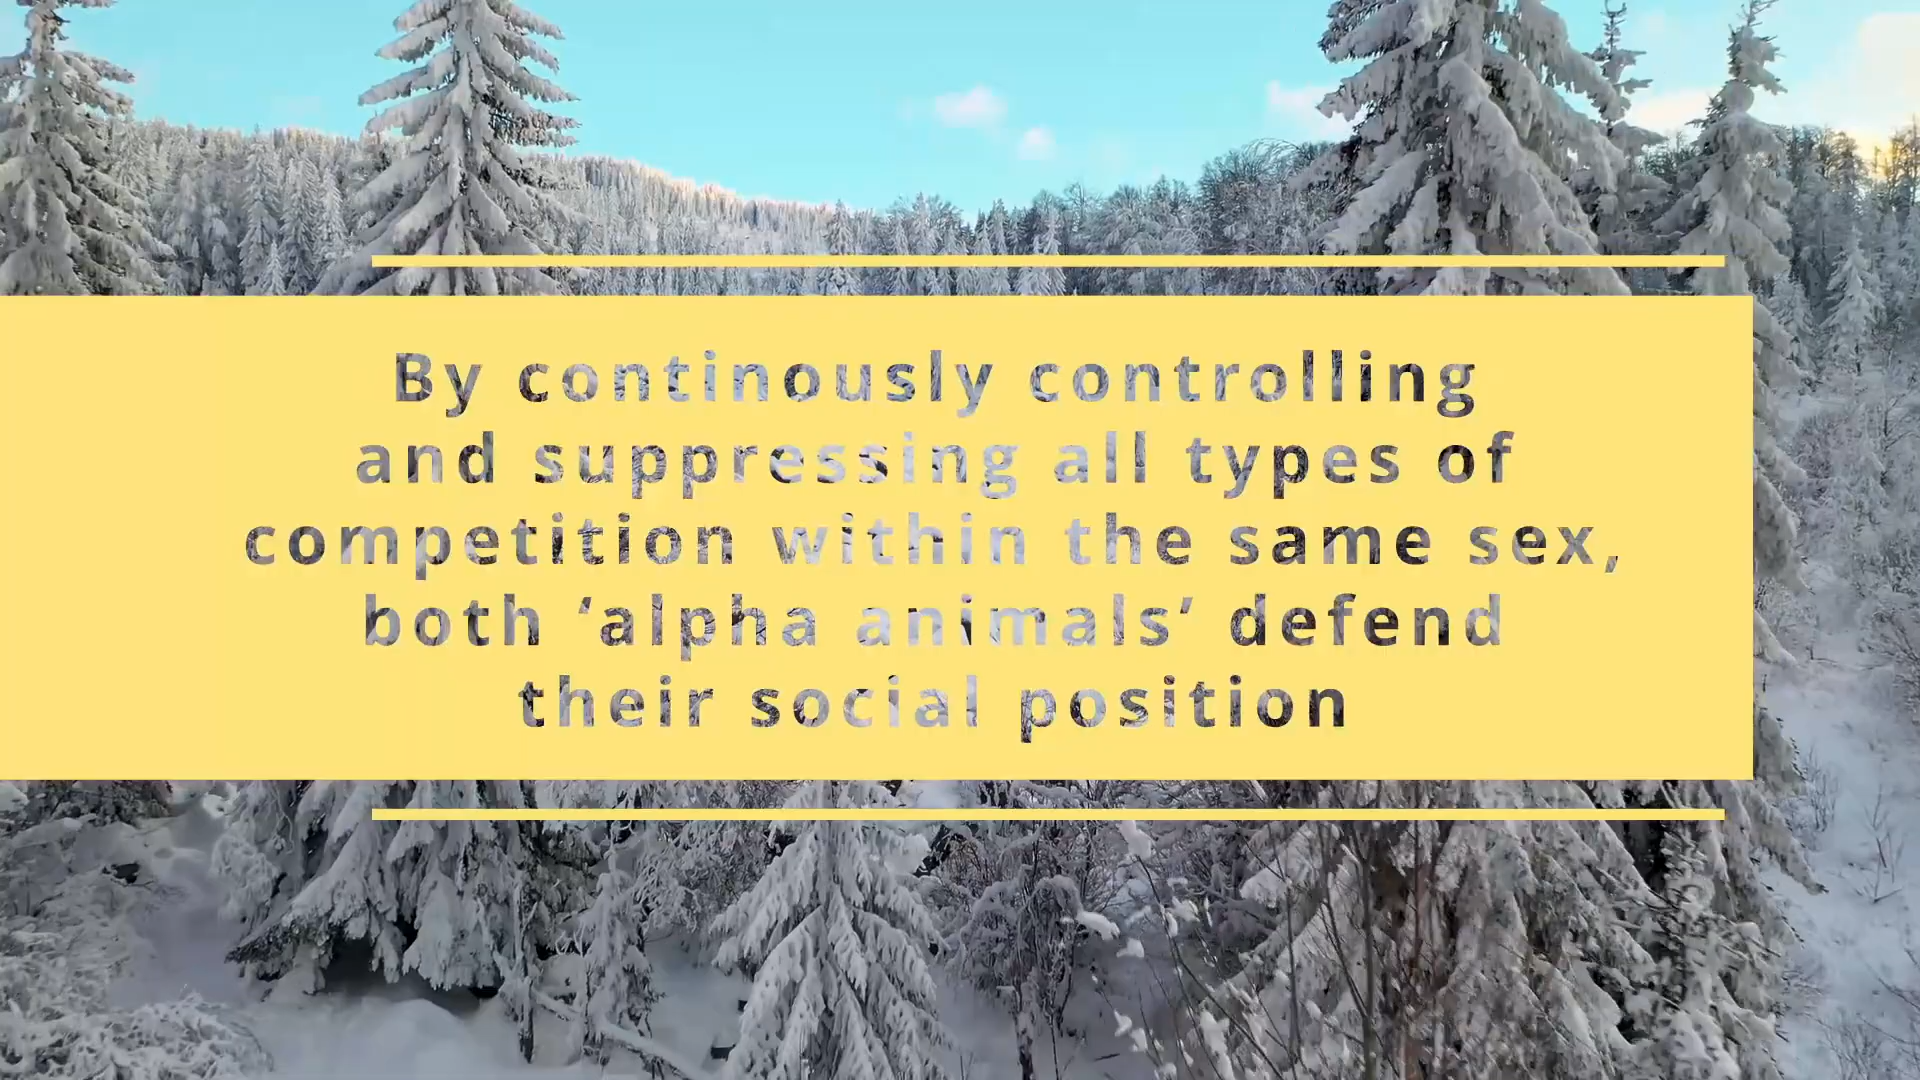 By continously controlling
and suppressing all types of
competition within the same sex,
both ‘alpha animals’ defend
their social position